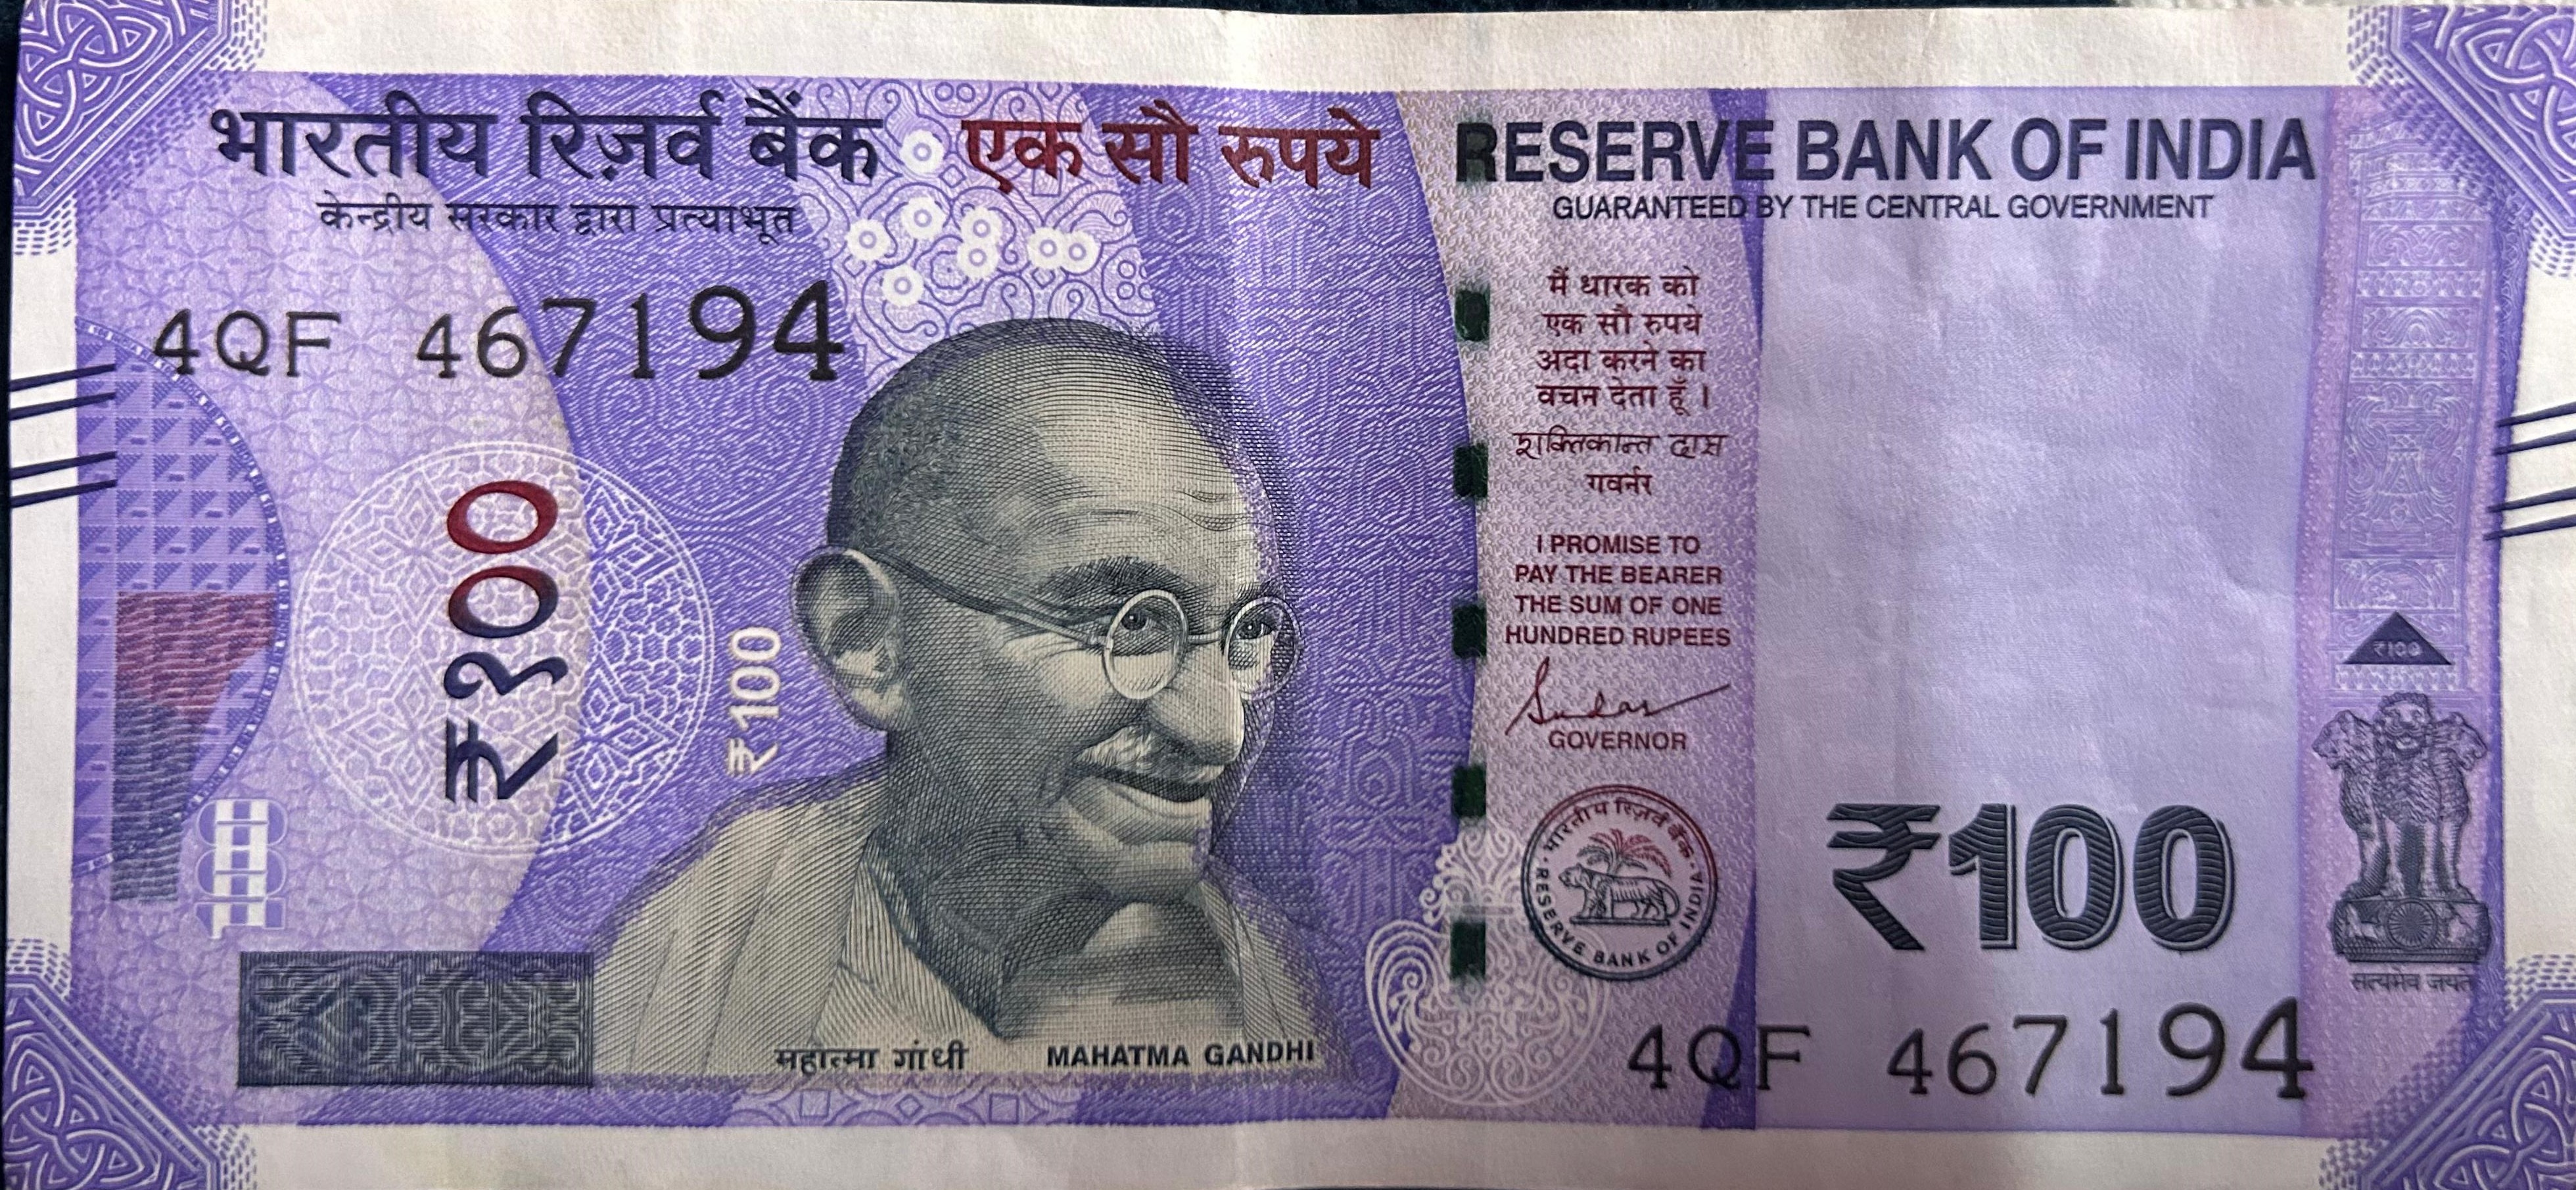 भारतीय रिज़र्व बैंक
एक सौ रुपये
RESERVE BANK OF INDIA
केन्द्रीय सरकार द्वारा प्रत्याभूत
GUARANTEED BY THE CENTRAL GOVERNMENT
4QF 467194
₹१००
₹100
मैं धारक को
एक सौ रुपये
अदा करने का
वचन देता हूँ ।
शक्तिकान्त दास
गवर्नर
I PROMISE TO
PAY THE BEARER
THE SUM OF ONE
HUNDRED RUPEES
GOVERNOR
भारतीय रिज़र्व बैंक
RESERVE BANK OF INDIA
₹100
₹100
सत्यमेव जयते
महात्मा गांधी
MAHATMA GANDHI
4QF 467194